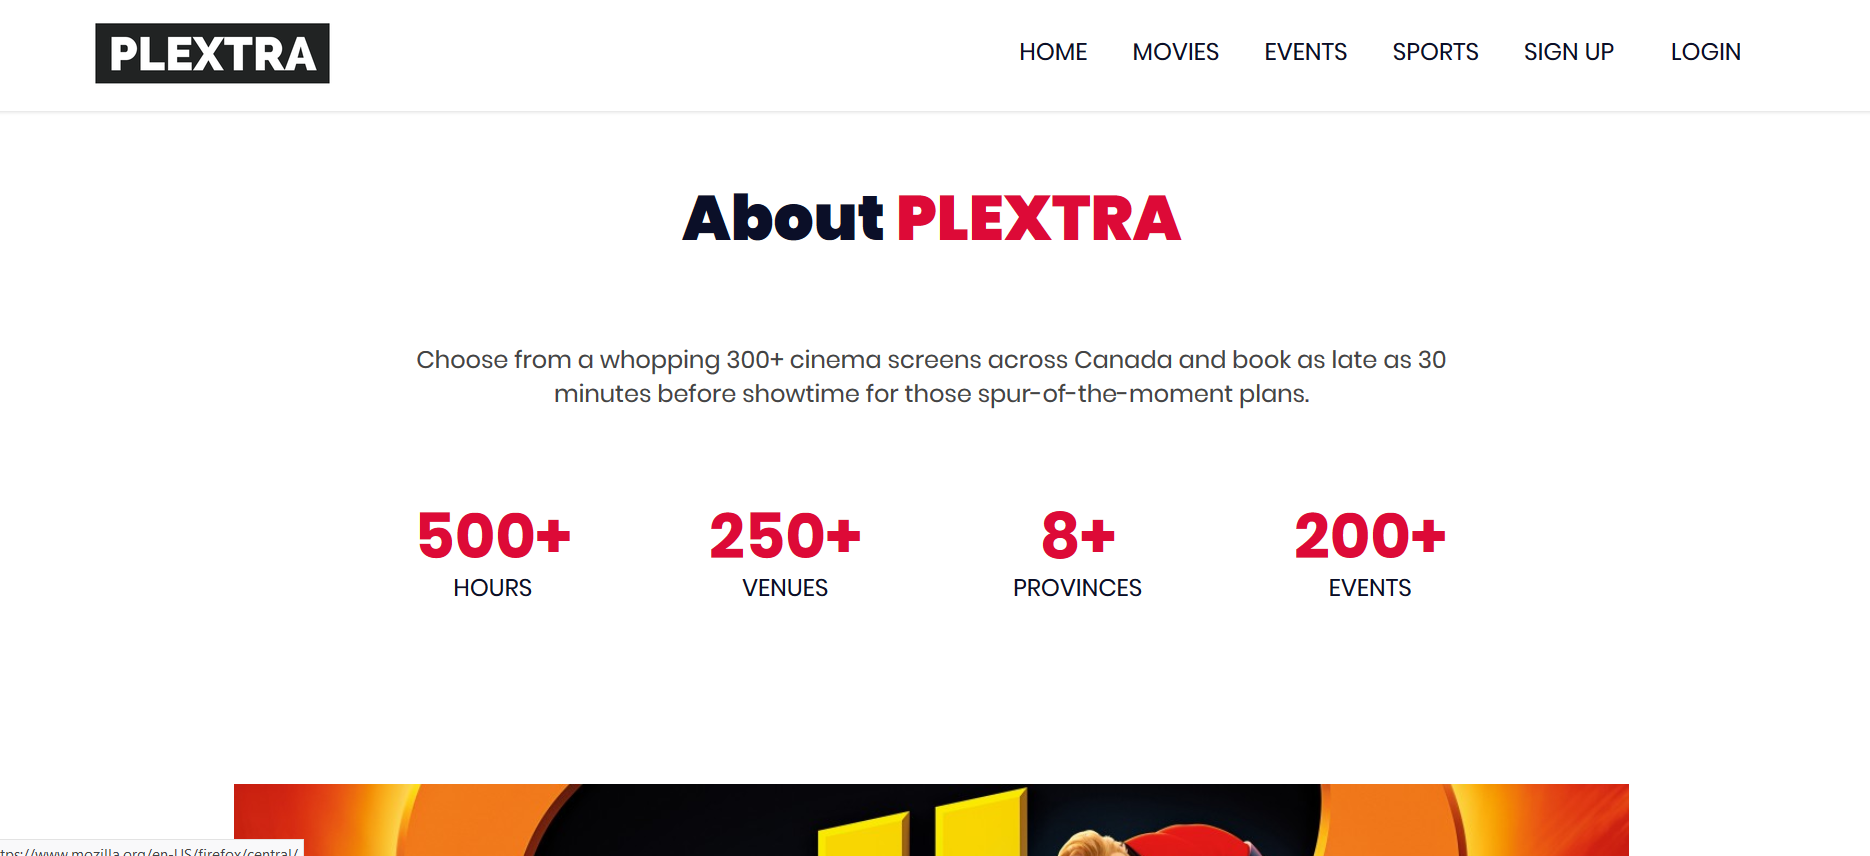 PLEXTRA
HOME MOVIES EVENTS SPORTS SIGN UP LOGIN
About PLEXTRA
Choose from a whopping 300+ cinema screens across Canada and book as late as 30
minutes before showtime for those spur-of-the-moment plans.
500+ 250+ 8+ 200+
HOURS VENUES PROVINCES EVENTS
tps://www.mozilla.org/en-US/firefox/central/